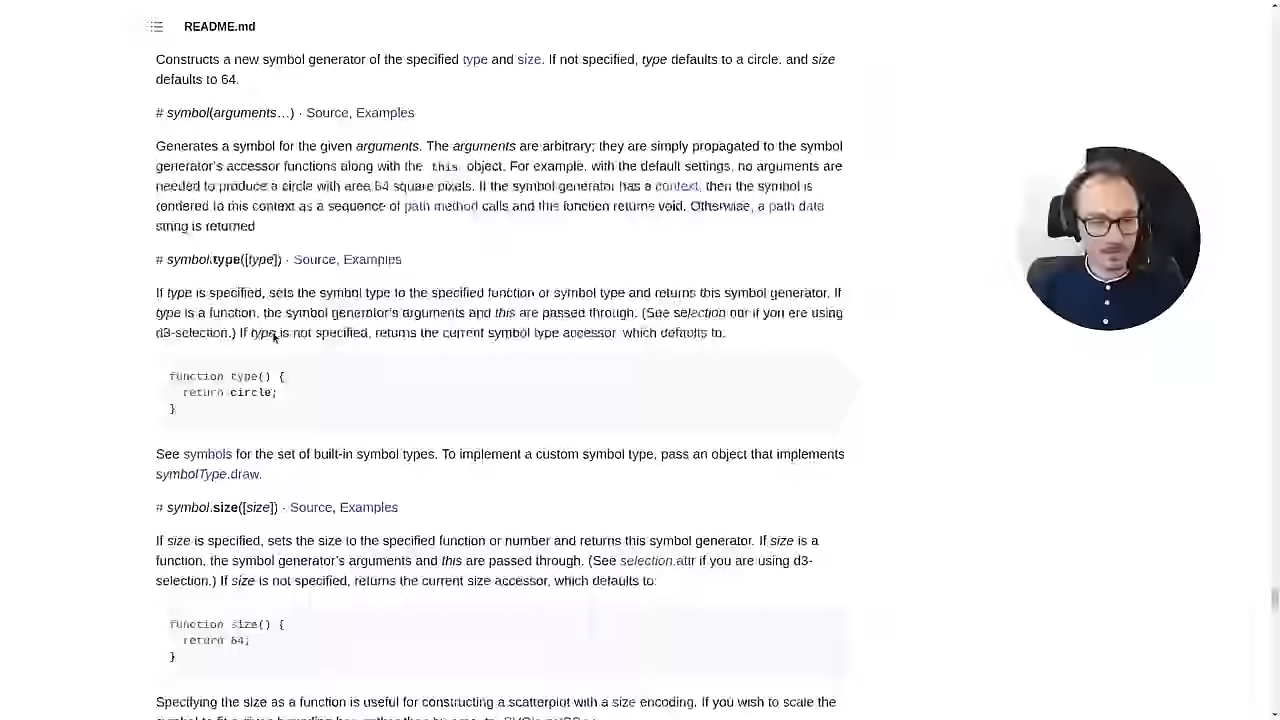 README.md
Constructs a new symbol generator of the specified type and size. If not specified, type defaults to a circle. and size
defaults to 64.
# symbol(arguments…) · Source, Examples
Generates a symbol for the given arguments. The arguments are arbitrary; they are simply propagated to the symbol
generator's accessor functions along with the this object. For example. with the default settings, no arguments are
needed to produce a circle with area 64 square pixels. If the symbol generator has a context, then the symbol is
rendered to this context as a sequence of path method calls and this function returns void. Otherwise, a path data
string is returned
# symbol.type([type]) · Source, Examples
If type is specified, sets the symbol type to the specified function or symbol type and returns this symbol generator. If
type is a function, the symbol generator's arguments and this are passed through. (See selection if you are using
d3-selection.) If type is not specified, returns the current symbol type accessor which defaults to:
function type() {
return circle;
}
See symbols for the set of built-in symbol types. To implement a custom symbol type, pass an object that implements
symbolType.draw.
# symbol.size([size]) · Source, Examples
If size is specified, sets the size to the specified function or number and returns this symbol generator. If size is a
function, the symbol generator's arguments and this are passed through. (See selection.attr if you are using d3-
selection.) If size is not specified, returns the current size accessor, which defaults to:
function size() {
return 64;
}
Specifying the size as a function is useful for constructing a scatterplot with a size encoding. If you wish to scale the